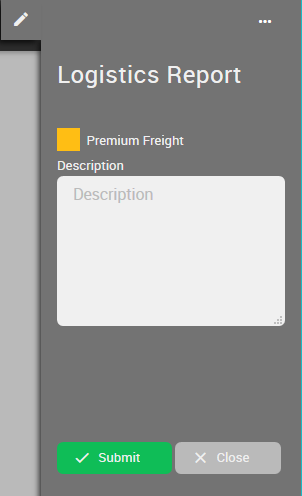 Logistics Report
Premium Freight
Description
Description
Submit
Close